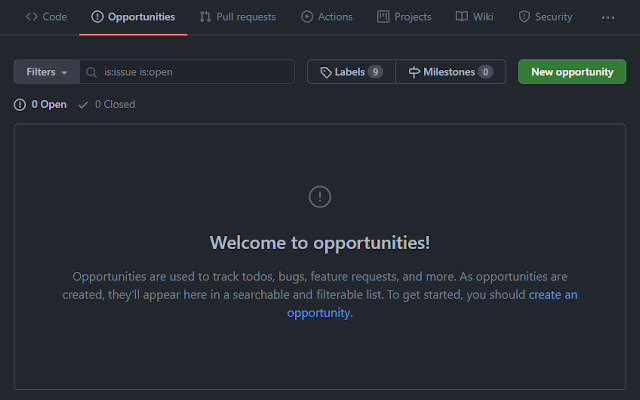 Code Opportunities Pull requests Actions Projects Wiki Security ...
Filters is:issue is:open Labels 9 Milestones 0 New opportunity
0 Open 0 Closed
Welcome to opportunities!
Opportunities are used to track todos, bugs, feature requests, and more. As opportunities are
created, they'll appear here in a searchable and filterable list. To get started, you should create an
opportunity.